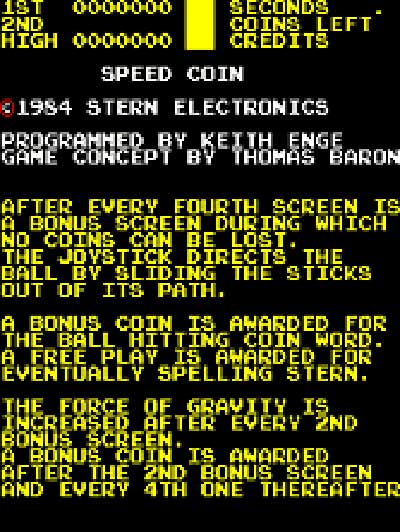 1ST 0000000 SECONDS .
2ND COINS LEFT
HIGH 0000000 CREDITS
SPEED COIN
©1984 STERN ELECTRONICS
PROGRAMMED BY KEITH ENGE
GAME CONCEPT BY THOMAS BARON
AFTER EVERY FOURTH SCREEN IS
A BONUS SCREEN DURING WHICH
NO COINS CAN BE LOST.
THE JOYSTICK DIRECTS THE
BALL BY SLIDING THE STICKS
OUT OF ITS PATH.
A BONUS COIN IS AWARDED FOR
THE BALL HITTING COIN WORD.
A FREE PLAY IS AWARDED FOR
EVENTUALLY SPELLING STERN.
THE FORCE OF GRAVITY IS
INCREASED AFTER EVERY 2ND
BONUS SCREEN.
A BONUS COIN IS AWARDED
AFTER THE 2ND BONUS SCREEN
AND EVERY 4TH ONE THEREAFTER